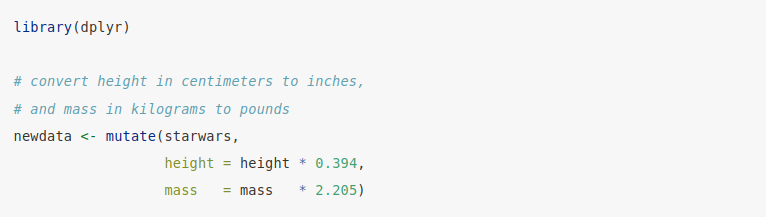 library(dplyr)

# convert height in centimeters to inches,
# and mass in kilograms to pounds
newdata <- mutate(starwars,
                  height = height * 0.394,
                  mass   = mass   * 2.205)